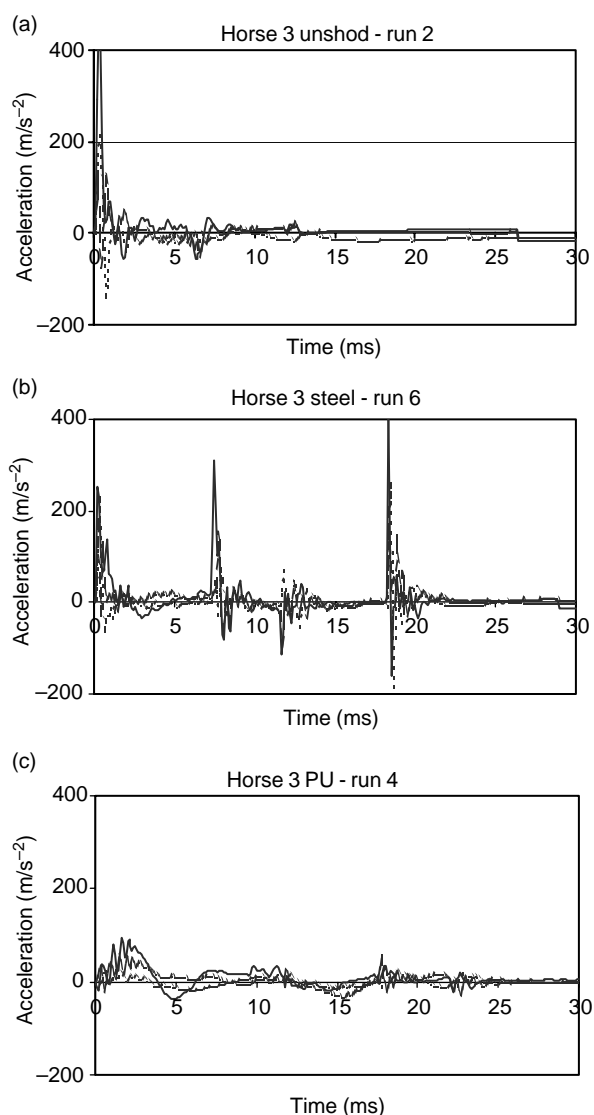 (a)
Horse 3 unshod - run 2
400
200
0
–200
Acceleration (m/s−2)
0 5 10 15 20 25 30
Time (ms)
(b)
Horse 3 steel - run 6
400
200
0
–200
Acceleration (m/s−2)
0 5 10 15 20 25 30
Time (ms)
(c)
Horse 3 PU - run 4
400
200
0
–200
Acceleration (m/s−2)
0 5 10 15 20 25 30
Time (ms)